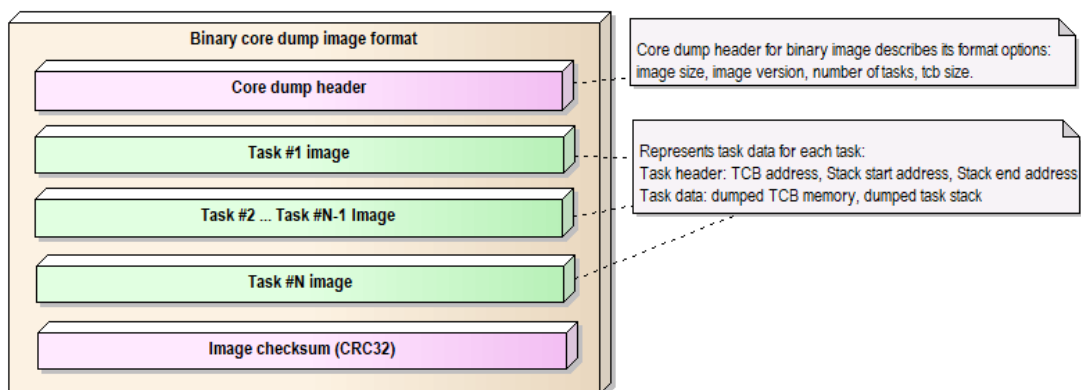 Binary core dump image format
Core dump header
Core dump header for binary image describes its format options:
image size, image version, number of tasks, tcb size.
Task #1 image
Task #2 ... Task #N-1 Image
Task #N image
Represents task data for each task:
Task header: TCB address, Stack start address, Stack end address
Task data: dumped TCB memory, dumped task stack
Image checksum (CRC32)